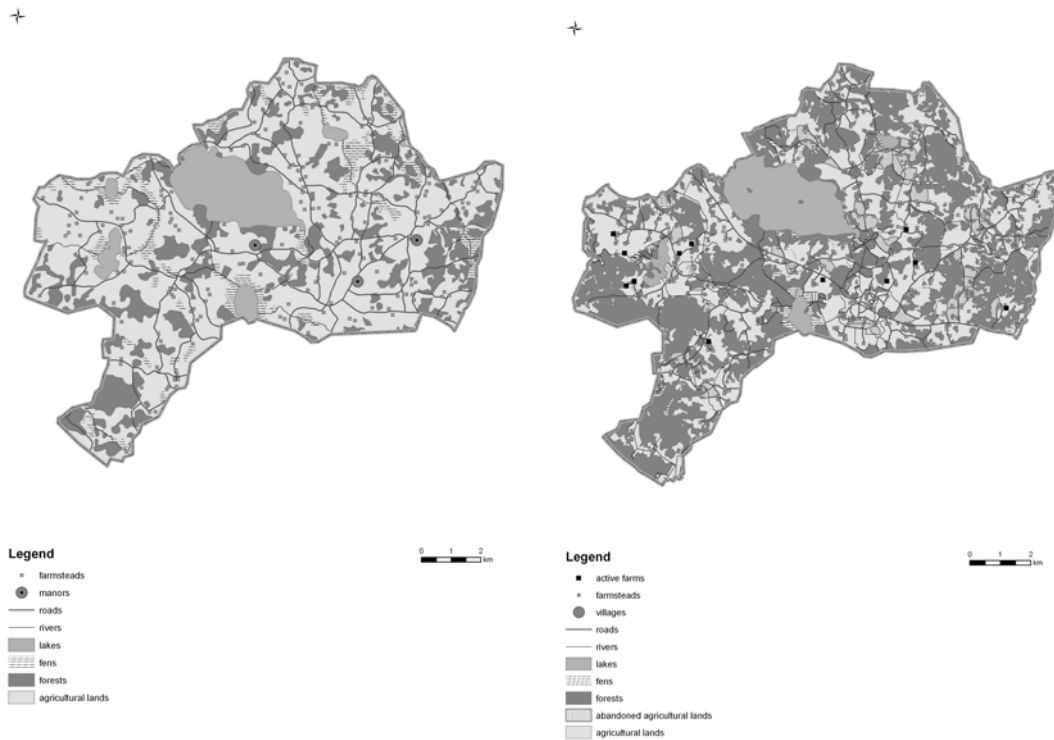 Legend
0 1 2
km
farmsteads
manors
roads
rivers
lakes
fens
forests
agricultural lands
Legend
0 1 2
km
active farms
farmsteads
villages
roads
rivers
lakes
fens
forests
abandoned agricultural lands
agricultural lands